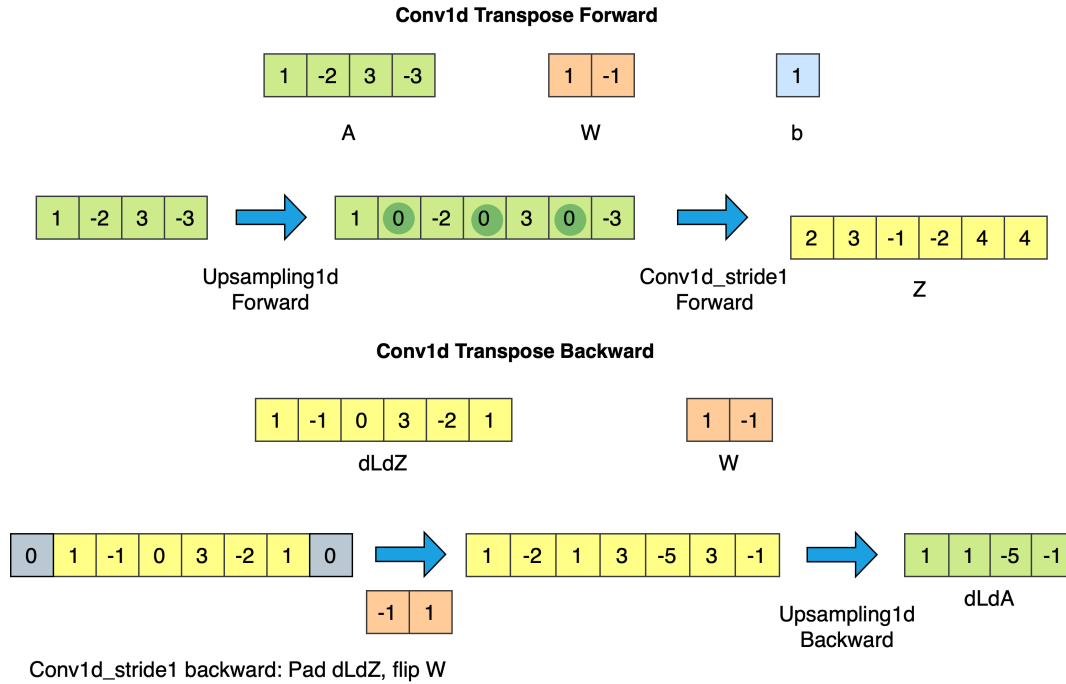 Conv1d Transpose Forward
1 -2 3 -3 1 -1 1
A W b
1 -2 3 -3 1 0 -2 0 3 0 -3 2 3 -1 -2 4 4
Upsampling1d Conv1d_stride1 Z
Forward Forward
Conv1d Transpose Backward
1 -1 0 3 -2 1 1 -1
dLdZ W
0 1 -1 0 3 -2 1 0 1 -2 1 3 -5 3 -1 1 1 -5 -1
-1 1 Upsampling1d dLdA
Backward
Conv1d_stride1 backward: Pad dLdZ, flip W